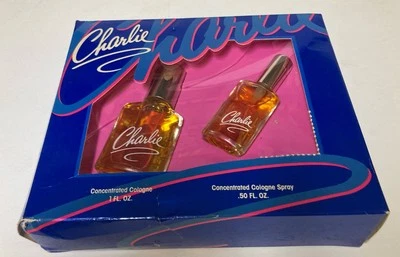 Charlie
Charlie
Charlie
Charlie
Concentrated Cologne
1 FL. OZ.
Concentrated Cologne Spray
.50 FL. OZ.